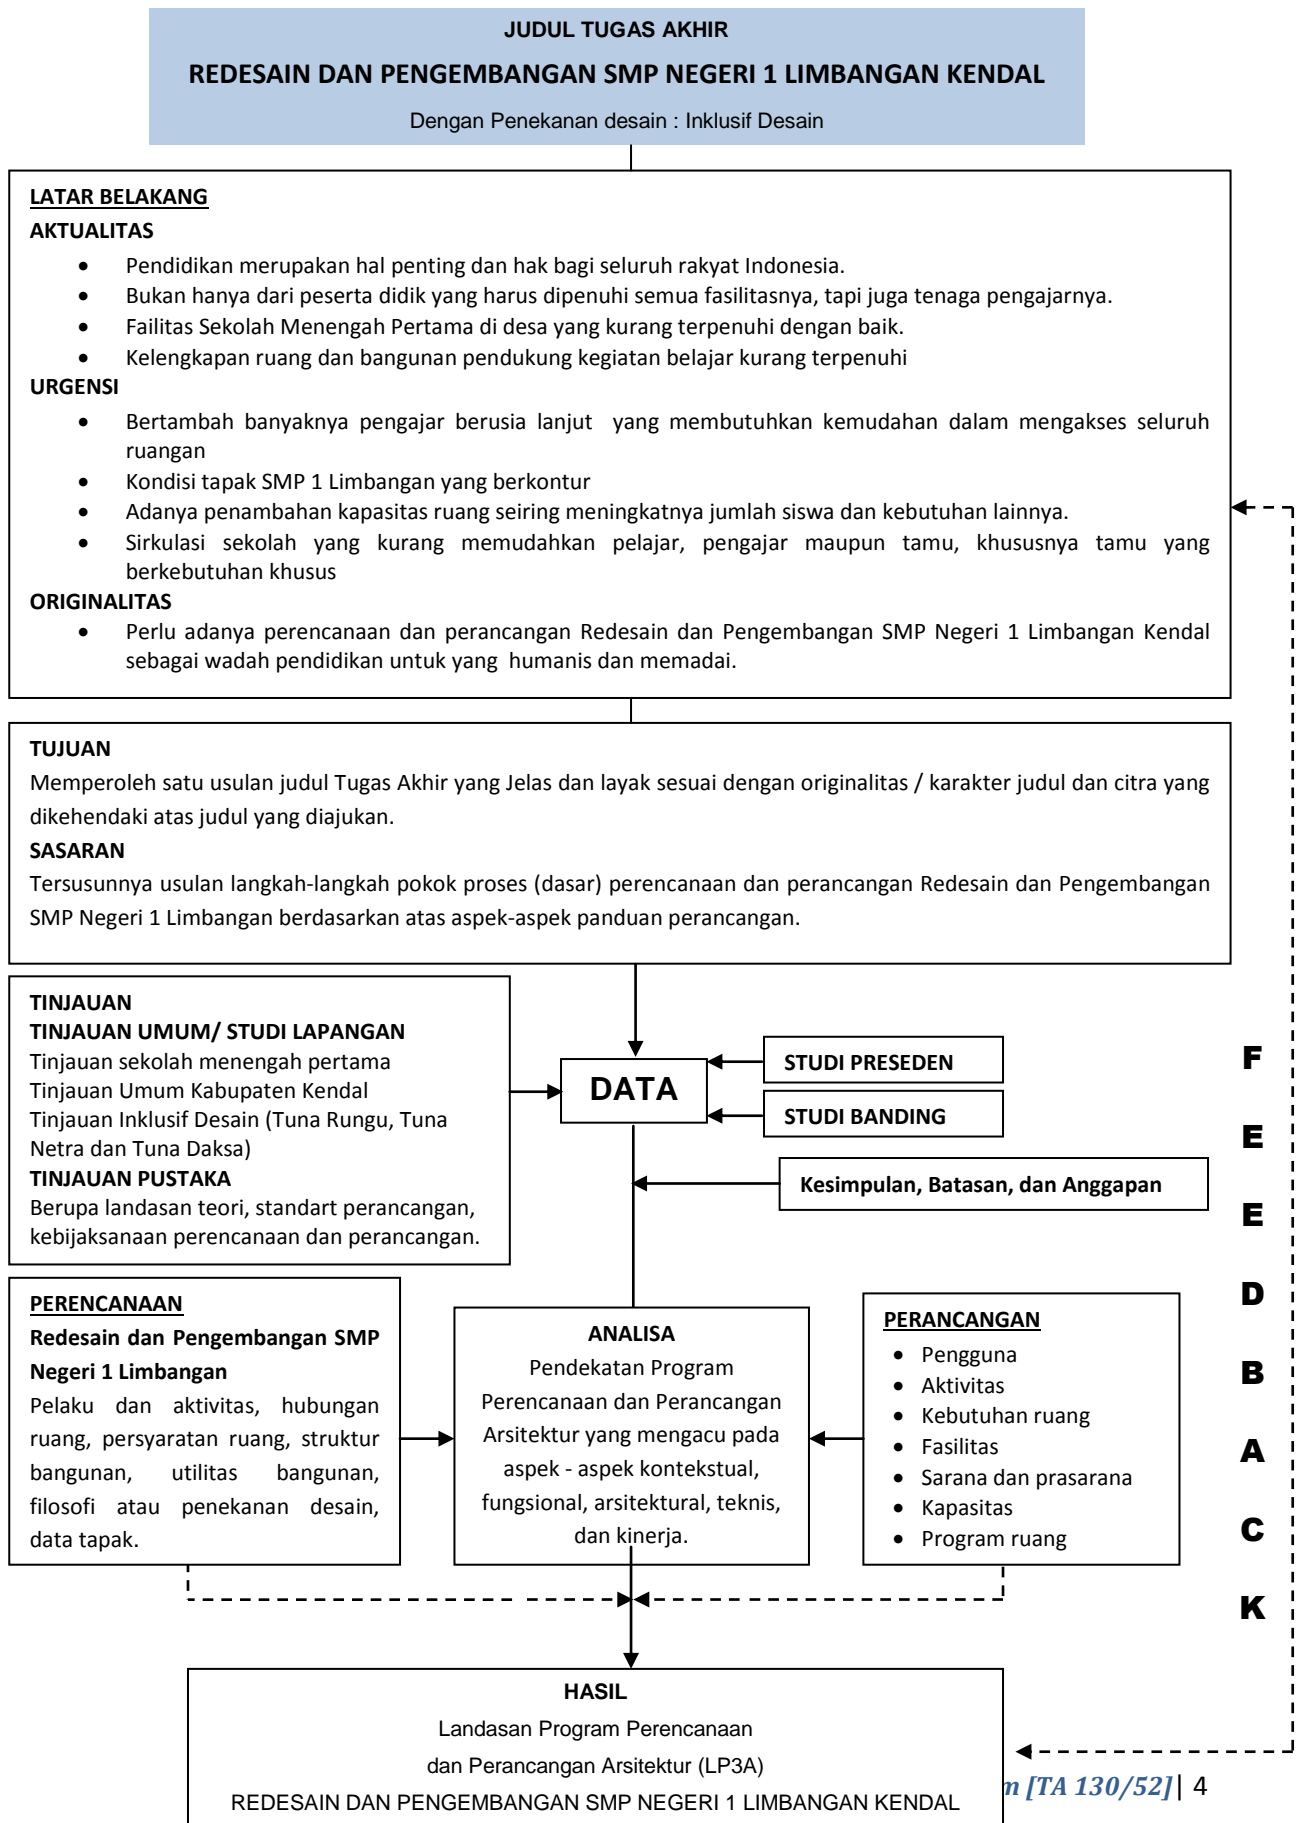 JUDUL TUGAS AKHIR
REDESAIN DAN PENGEMBANGAN SMP NEGERI 1 LIMBANGAN KENDAL
Dengan Penekanan desain : Inklusif Desain
LATAR BELAKANG
AKTUALITAS
• Pendidikan merupakan hal penting dan hak bagi seluruh rakyat Indonesia.
• Bukan hanya dari peserta didik yang harus dipenuhi semua fasilitasnya, tapi juga tenaga pengajarnya.
• Failitas Sekolah Menengah Pertama di desa yang kurang terpenuhi dengan baik.
• Kelengkapan ruang dan bangunan pendukung kegiatan belajar kurang terpenuhi
URGENSI
• Bertambah banyaknya pengajar berusia lanjut yang membutuhkan kemudahan dalam mengakses seluruh
ruangan
• Kondisi tapak SMP 1 Limbangan yang berkontur
• Adanya penambahan kapasitas ruang seiring meningkatnya jumlah siswa dan kebutuhan lainnya.
• Sirkulasi sekolah yang kurang memudahkan pelajar, pengajar maupun tamu, khususnya tamu yang
berkebutuhan khusus
ORIGINALITAS
• Perlu adanya perencanaan dan perancangan Redesain dan Pengembangan SMP Negeri 1 Limbangan Kendal
sebagai wadah pendidikan untuk yang humanis dan memadai.
TUJUAN
Memperoleh satu usulan judul Tugas Akhir yang Jelas dan layak sesuai dengan originalitas / karakter judul dan citra yang
dikehendaki atas judul yang diajukan.
SASARAN
Tersusunnya usulan langkah-langkah pokok proses (dasar) perencanaan dan perancangan Redesain dan Pengembangan
SMP Negeri 1 Limbangan berdasarkan atas aspek-aspek panduan perancangan.
TINJAUAN
TINJAUAN UMUM/ STUDI LAPANGAN
Tinjauan sekolah menengah pertama
Tinjauan Umum Kabupaten Kendal
Tinjauan Inklusif Desain (Tuna Rungu, Tuna
Netra dan Tuna Daksa)
TINJAUAN PUSTAKA
Berupa landasan teori, standart perancangan,
kebijaksanaan perencanaan dan perancangan.
DATA
STUDI PRESEDEN
STUDI BANDING
Kesimpulan, Batasan, dan Anggapan
PERENCANAAN
Redesain dan Pengembangan SMP
Negeri 1 Limbangan
Pelaku dan aktivitas, hubungan
ruang, persyaratan ruang, struktur
bangunan, utilitas bangunan,
filosofi atau penekanan desain,
data tapak.
ANALISA
Pendekatan Program
Perencanaan dan Perancangan
Arsitektur yang mengacu pada
aspek - aspek kontekstual,
fungsional, arsitektural, teknis,
dan kinerja.
PERANCANGAN
• Pengguna
• Aktivitas
• Kebutuhan ruang
• Fasilitas
• Sarana dan prasarana
• Kapasitas
• Program ruang
F
E
E
D
B
A
C
K
HASIL
Landasan Program Perencanaan
dan Perancangan Arsitektur (LP3A)
REDESAIN DAN PENGEMBANGAN SMP NEGERI 1 LIMBANGAN KENDAL
[TA 130/52]| 4